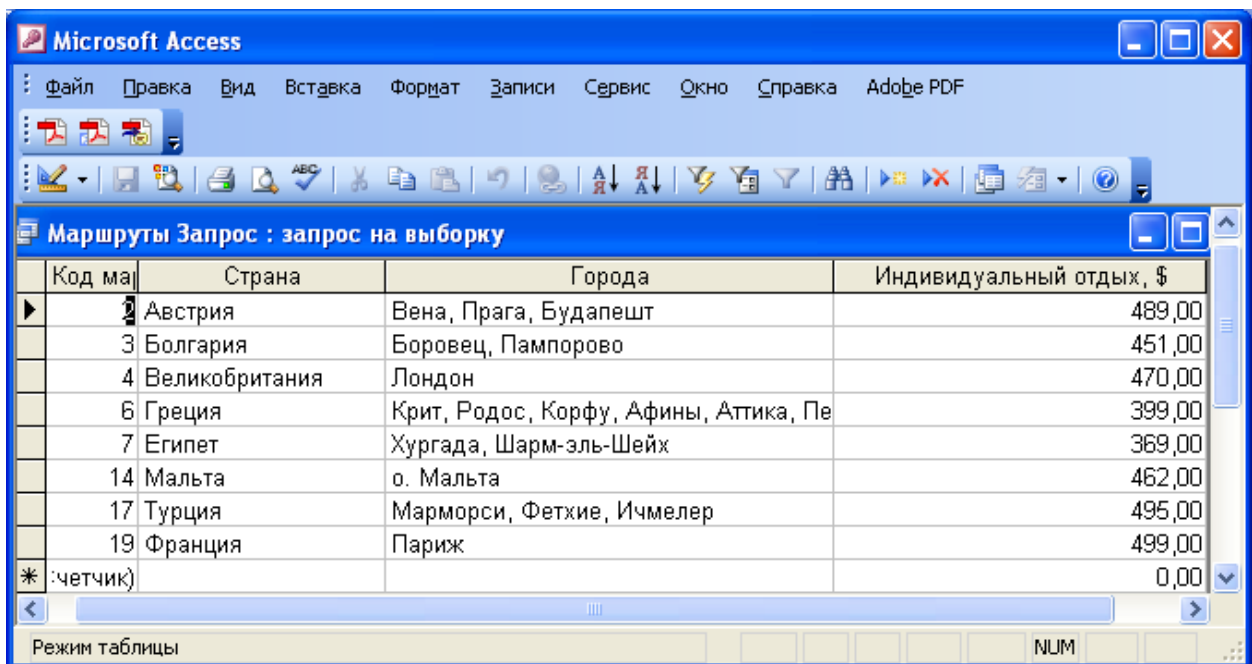 Microsoft Access
Файл Правка Вид Вставка Формат Записи Сервис Окно Справка Adobe PDF
Маршруты Запрос : запрос на выборку
Код мар Страна Города Индивидуальный отдых, $
2 Австрия Вена, Прага, Будапешт 489,00
3 Болгария Боровец, Пампорово 451,00
4 Великобритания Лондон 470,00
6 Греция Крит, Родос, Корфу, Афины, Аттика, Пе 399,00
7 Египет Хургада, Шарм-эль-Шейх 369,00
14 Мальта о. Мальта 462,00
17 Турция Марморси, Фетхие, Ичмелер 495,00
19 Франция Париж 499,00
счетчик) 0,00
Режим таблицы NUM